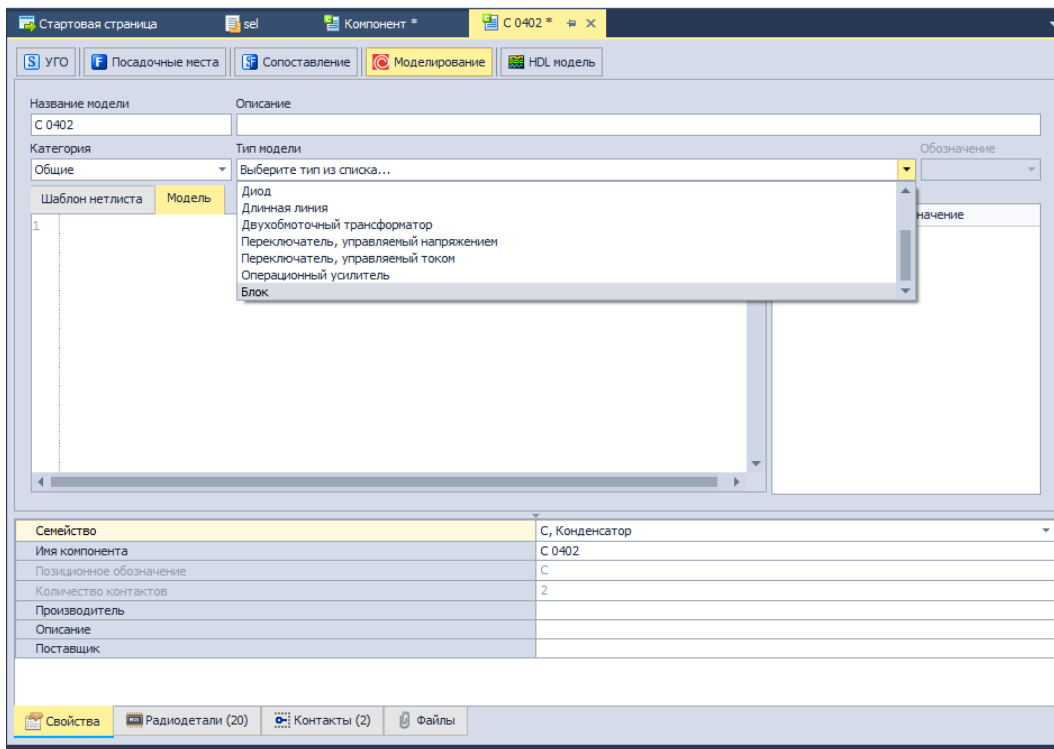 Стартовая страница sel Компонент * C 0402 *
УГО Посадочные места Сопоставление Моделирование HDL модель
Название модели Описание
C 0402
Категория Тип модели Обозначение
Общие Выберите тип из списка...
Шаблон нетлиста Модель
Диод
Длинная линия
Двухобмоточный трансформатор
Переключатель, управляемый напряжением
Переключатель, управляемый током
Операционный усилитель
Блок
начение
1
Семейство C, Конденсатор
Имя компонента C 0402
Позиционное обозначение C
Количество контактов 2
Производитель
Описание
Поставщик
Свойства Радиодетали (20) Контакты (2) Файлы